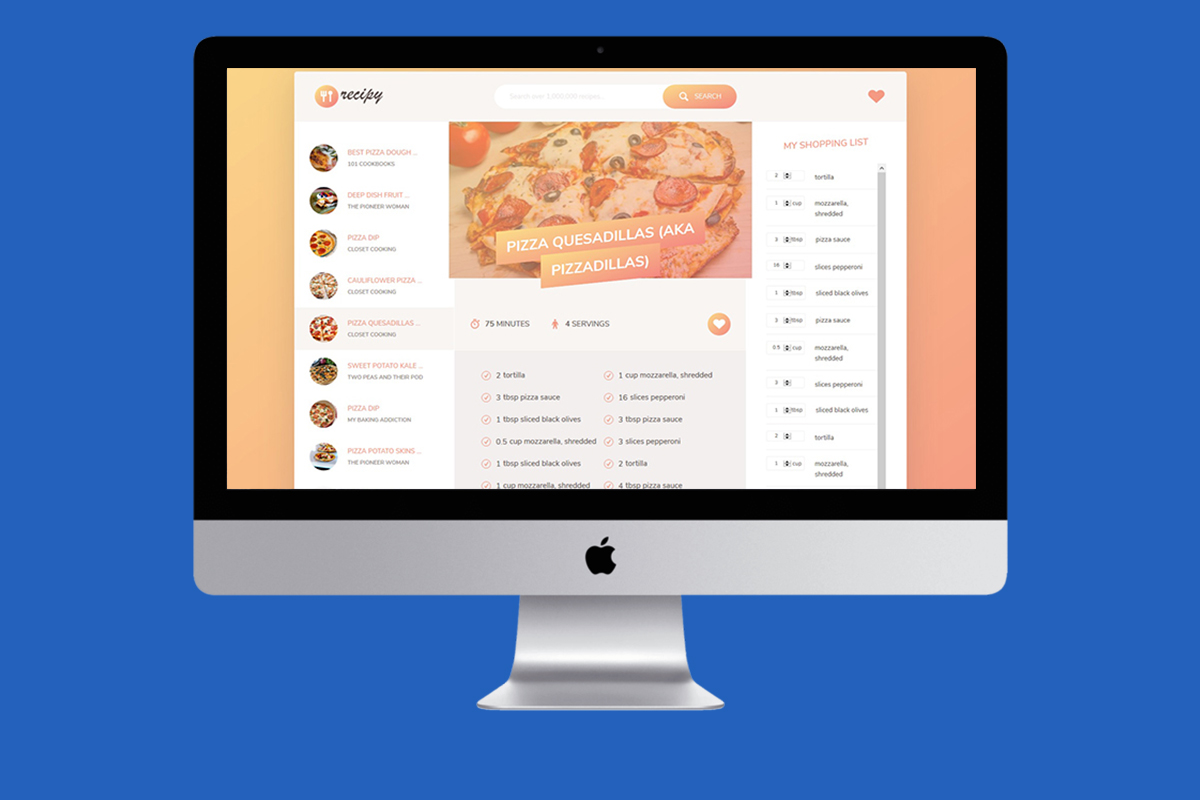 recipy
Search over 1,000,000 recipes...
SEARCH
BEST PIZZA DOUGH ...
101 COOKBOOKS
DEEP DISH FRUIT ...
THE PIONEER WOMAN
PIZZA DIP
CLOSET COOKING
CAULIFLOWER PIZZA ...
CLOSET COOKING
PIZZA QUESADILLAS ...
CLOSET COOKING
SWEET POTATO KALE ...
TWO PEAS AND THEIR POD
PIZZA DIP
MY BAKING ADDICTION
PIZZA POTATO SKINS ...
THE PIONEER WOMAN
PIZZA QUESADILLAS (AKA
PIZZADILLAS)
75 MINUTES
4 SERVINGS
2 tortilla
1 cup mozzarella, shredded
3 tbsp pizza sauce
16 slices pepperoni
1 tbsp sliced black olives
3 tbsp pizza sauce
0.5 cup mozzarella, shredded
3 slices pepperoni
1 tbsp sliced black olives
2 tortilla
1 cup mozzarella, shredded
4 tbsp pizza sauce
MY SHOPPING LIST
2 tortilla
1 cup mozzarella,
shredded
3 tbsp pizza sauce
16 slices pepperoni
1 tbsp sliced black olives
3 tbsp pizza sauce
0.5 cup mozzarella,
shredded
3 slices pepperoni
1 tbsp sliced black olives
2 tortilla
1 cup mozzarella,
shredded